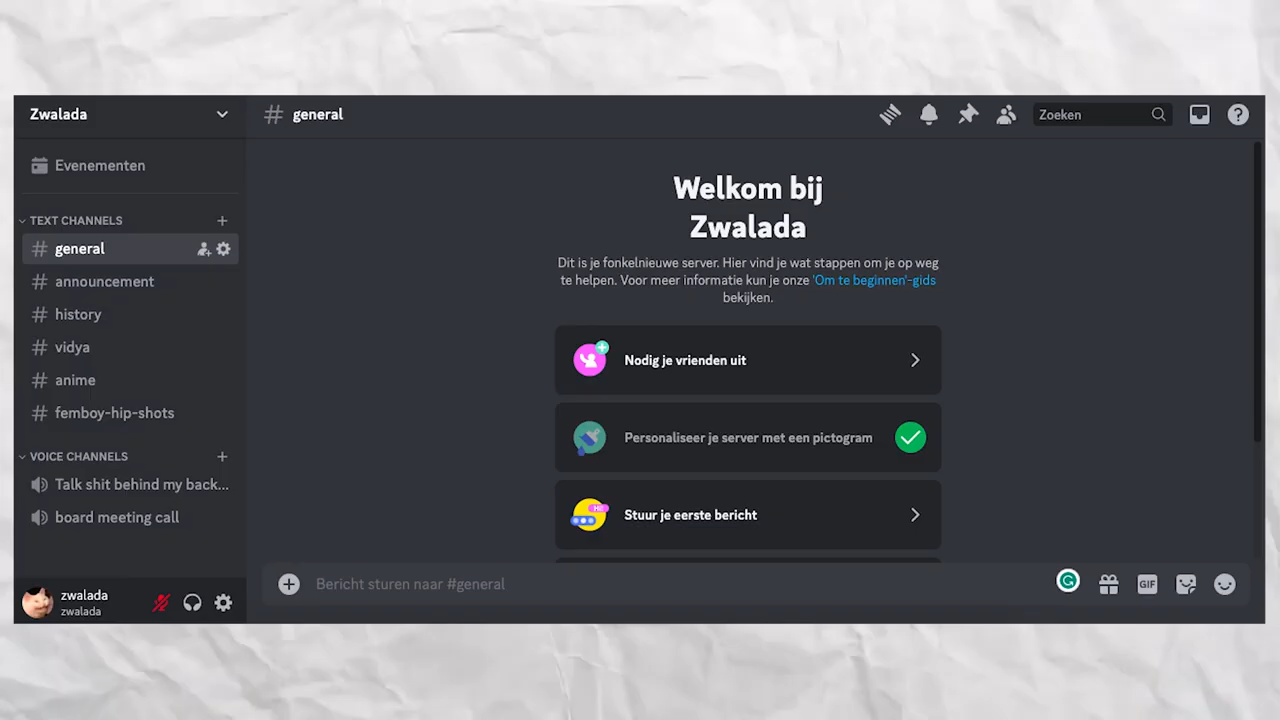 Zwalada
general
Zoeken
Evenementen
TEXT CHANNELS
general
announcement
history
vidya
anime
femboy-hip-shots
VOICE CHANNELS
Talk shit behind my back...
board meeting call
zwalada
zwalada
Welkom bij
Zwalada
Dit is je fonkelnieuwe server. Hier vind je wat stappen om je op weg
te helpen. Voor meer informatie kun je onze 'Om te beginnen'-gids
bekijken.
Nodig je vrienden uit
Personaliseer je server met een pictogram
Hi!
Stuur je eerste bericht
Bericht sturen naar #general
GIF